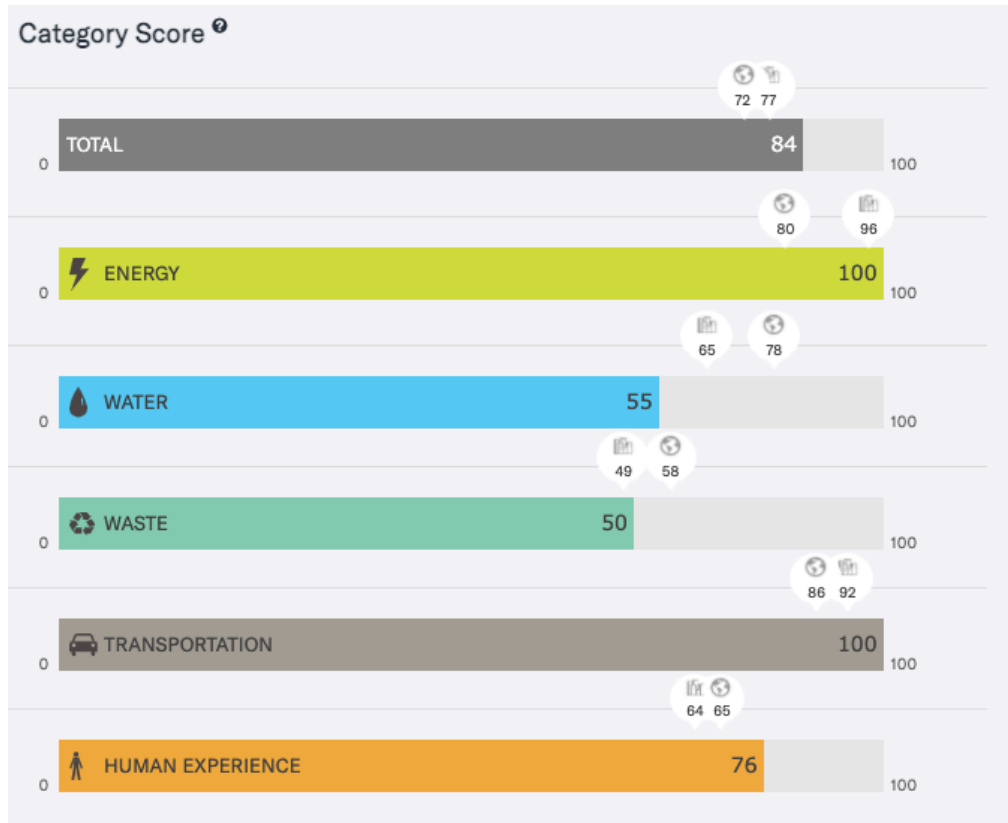 Category Score ?
72 77
TOTAL 84
0 100
80 96
ENERGY 100
0 100
65 78
WATER 55
0 100
49 58
WASTE 50
0 100
86 92
TRANSPORTATION 100
0 100
64 65
HUMAN EXPERIENCE 76
0 100